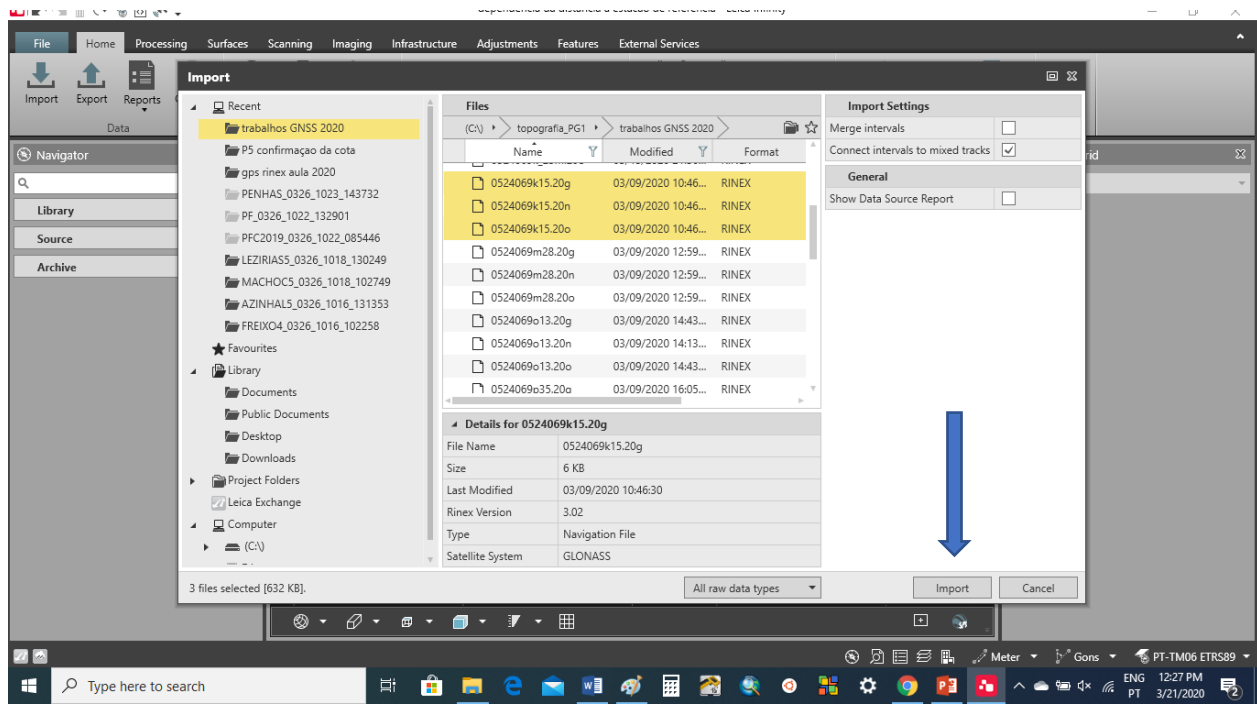 dependencia da distancia à estação de referencia - Leica Infinity
File Home Processing Surfaces Scanning Imaging Infrastructure Adjustments Features External Services
Import Export Reports
Data
Navigator
Library
Source
Archive
Import
Recent
trabalhos GNSS 2020
P5 confirmaçao da cota
gps rinex aula 2020
PENHAS_0326_1023_143732
PF_0326_1022_132901
PFC2019_0326_1022_085446
LEZIRIAS5_0326_1018_130249
MACHOC5_0326_1018_102749
AZINHAL5_0326_1016_131353
FREIXO4_0326_1016_102258
Favourites
Library
Documents
Public Documents
Desktop
Downloads
Project Folders
Leica Exchange
Computer
(C:\)
Files
(C:\) topografia_PG1 trabalhos GNSS 2020
Name Modified Format
0524069k15.20g 03/09/2020 10:46... RINEX
0524069k15.20n 03/09/2020 10:46... RINEX
0524069k15.20o 03/09/2020 10:46... RINEX
0524069m28.20g 03/09/2020 12:59... RINEX
0524069m28.20n 03/09/2020 12:59... RINEX
0524069m28.20o 03/09/2020 12:59... RINEX
0524069o13.20g 03/09/2020 14:43... RINEX
0524069o13.20n 03/09/2020 14:13... RINEX
0524069o13.20o 03/09/2020 14:43... RINEX
0524069p35.20g 03/09/2020 16:05... RINEX
Details for 0524069k15.20g
File Name 0524069k15.20g
Size 6 KB
Last Modified 03/09/2020 10:46:30
Rinex Version 3.02
Type Navigation File
Satellite System GLONASS
Import Settings
Merge intervals
Connect intervals to mixed tracks
General
Show Data Source Report
3 files selected [632 KB].
All raw data types
Import Cancel
rid
Meter Gons PT-TM06 ETRS89
Type here to search
ENG 12:27 PM
PT 3/21/2020
2